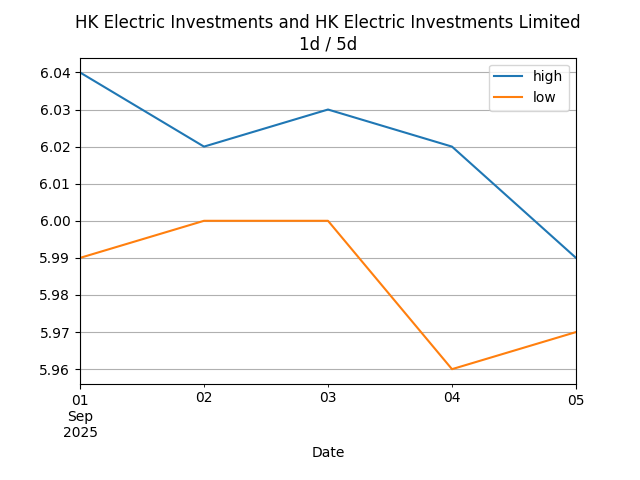 HK Electric Investments and HK Electric Investments Limited
1d / 5d
high
low
6.04
6.03
6.02
6.01
6.00
5.99
5.98
5.97
5.96
01 02 03 04 05
Sep
2025
Date